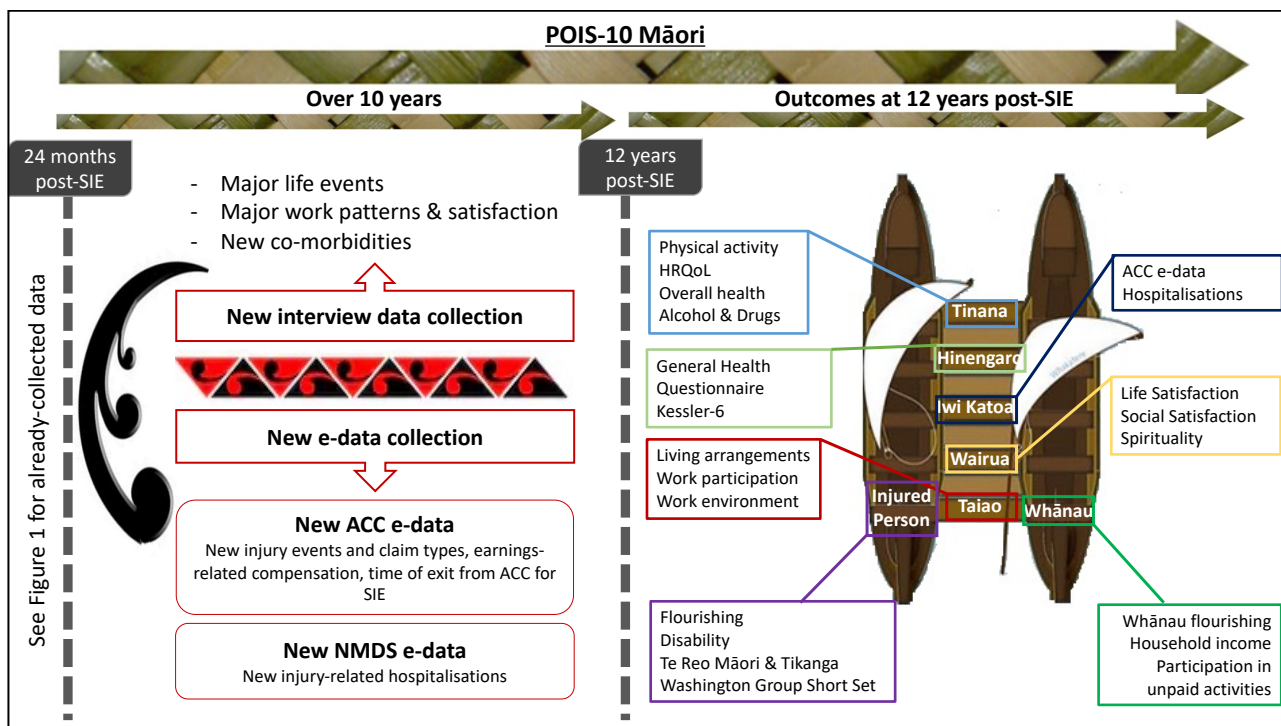 POIS-10 Māori
Over 10 years
Outcomes at 12 years post-SIE
24 months
post-SIE
12 years
post-SIE
See Figure 1 for already-collected data
- Major life events
- Major work patterns & satisfaction
- New co-morbidities
New interview data collection
New e-data collection
New ACC e-data
New injury events and claim types, earnings-
related compensation, time of exit from ACC for
SIE
New NMDS e-data
New injury-related hospitalisations
Physical activity
HRQoL
Overall health
Alcohol & Drugs
General Health
Questionnaire
Kessler-6
Living arrangements
Work participation
Work environment
Flourishing
Disability
Te Reo Māori & Tikanga
Washington Group Short Set
Tinana
Hinengaro
Iwi Katoa
Wairua
Injured
Person
Taiao
Whānau
ACC e-data
Hospitalisations
Life Satisfaction
Social Satisfaction
Spirituality
Whānau flourishing
Household income
Participation in
unpaid activities